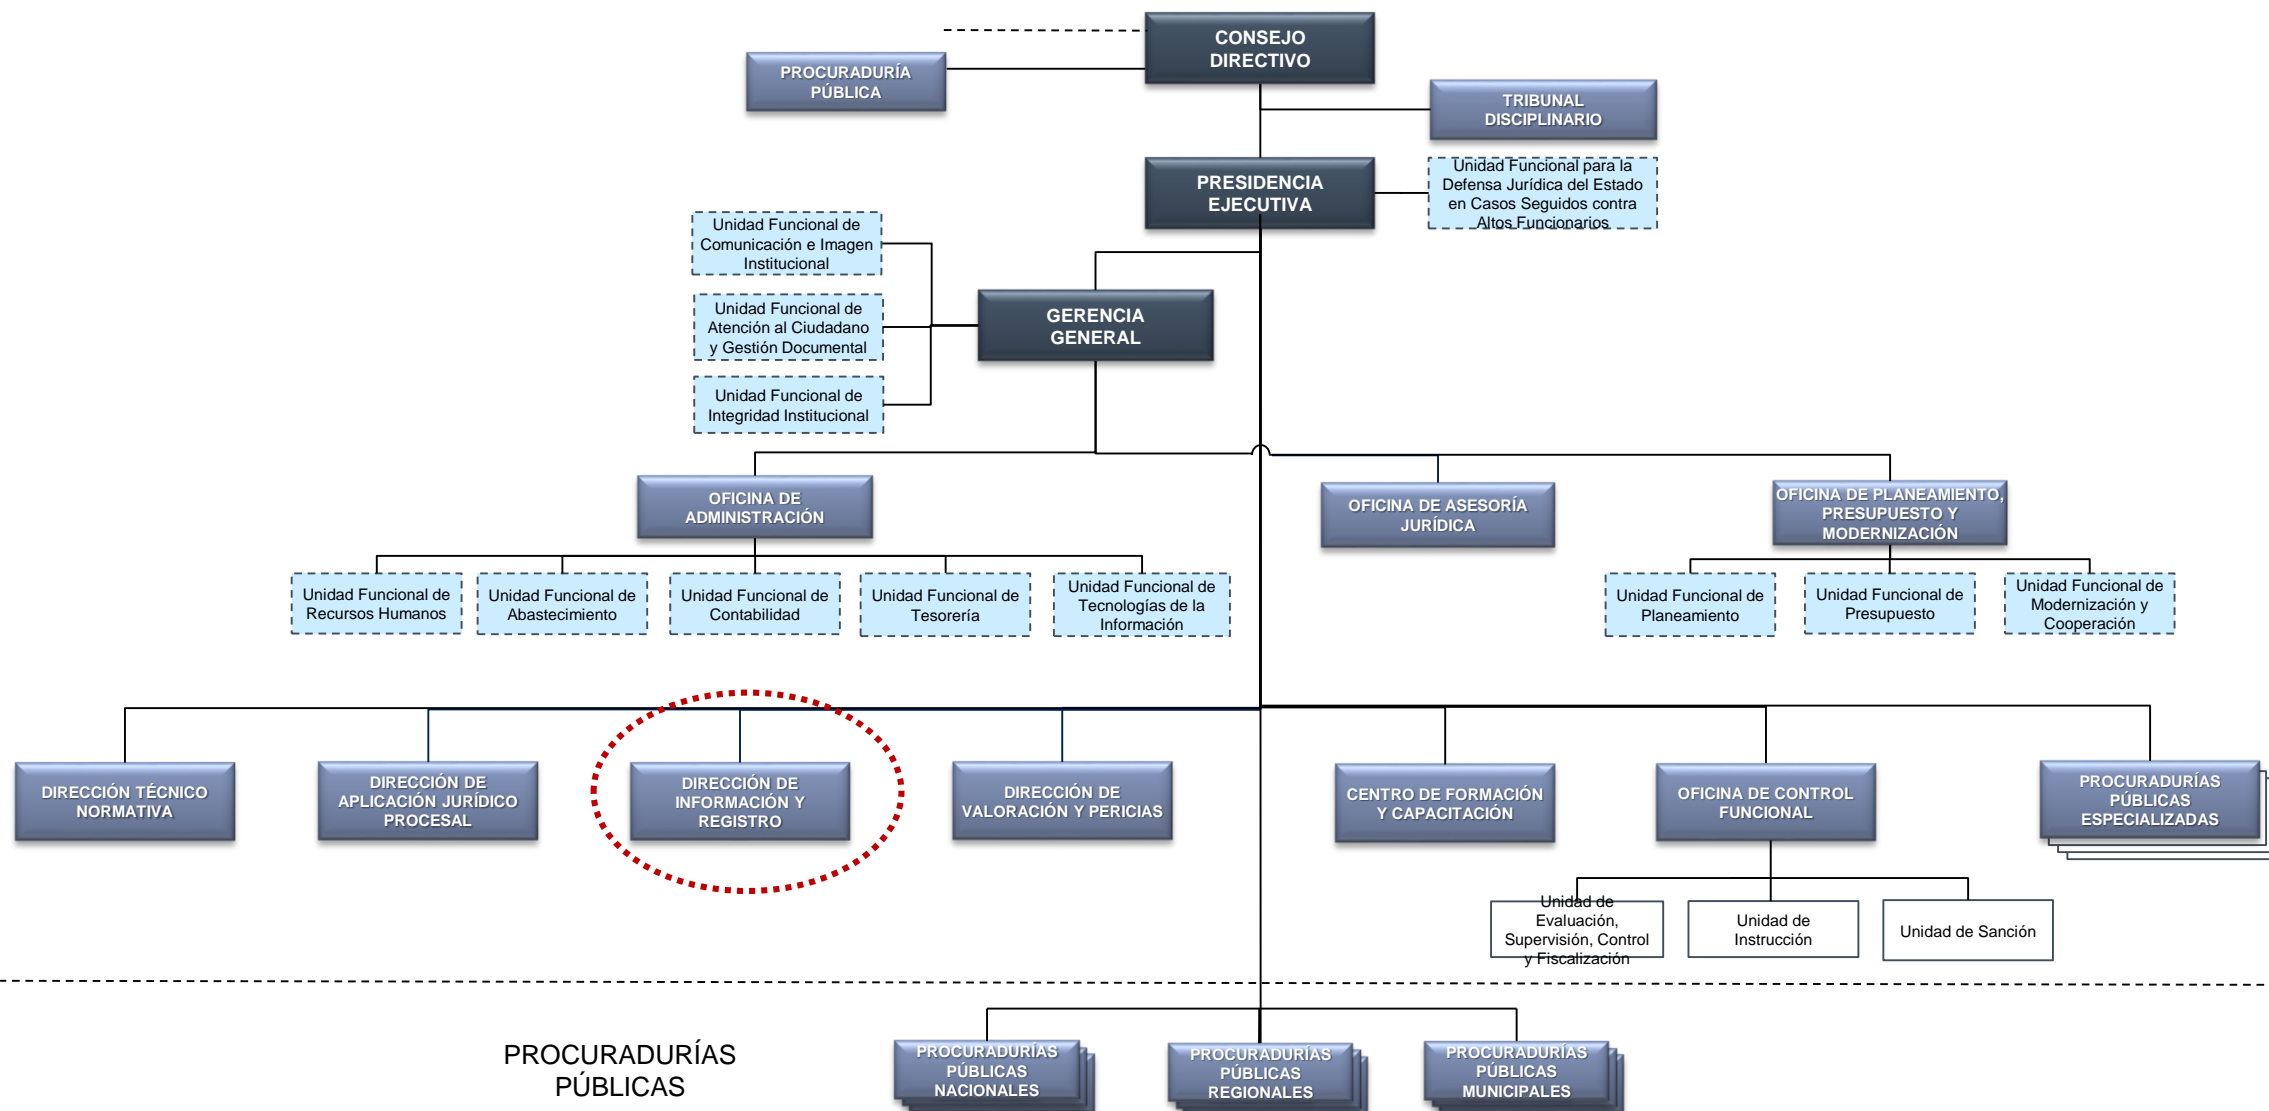 CONSEJO
DIRECTIVO
PROCURADURÍA
PÚBLICA
TRIBUNAL
DISCIPLINARIO
PRESIDENCIA
EJECUTIVA
Unidad Funcional para la
Defensa Jurídica del Estado
en Casos Seguidos contra
Altos Funcionarios
Unidad Funcional de
Comunicación e Imagen
Institucional
Unidad Funcional de
Atención al Ciudadano
y Gestión Documental
Unidad Funcional de
Integridad Institucional
GERENCIA
GENERAL
OFICINA DE
ADMINISTRACIÓN
OFICINA DE ASESORÍA
JURÍDICA
OFICINA DE PLANEAMIENTO,
PRESUPUESTO Y
MODERNIZACIÓN
Unidad Funcional de
Recursos Humanos
Unidad Funcional de
Abastecimiento
Unidad Funcional de
Contabilidad
Unidad Funcional de
Tesorería
Unidad Funcional de
Tecnologías de la
Información
Unidad Funcional de
Planeamiento
Unidad Funcional de
Presupuesto
Unidad Funcional de
Modernización y
Cooperación
DIRECCIÓN TÉCNICO
NORMATIVA
DIRECCIÓN DE
APLICACIÓN JURÍDICO
PROCESAL
DIRECCIÓN DE
INFORMACIÓN Y
REGISTRO
DIRECCIÓN DE
VALORACIÓN Y PERICIAS
CENTRO DE FORMACIÓN
Y CAPACITACIÓN
OFICINA DE CONTROL
FUNCIONAL
PROCURADURÍAS
PÚBLICAS
ESPECIALIZADAS
Unidad de
Evaluación,
Supervisión, Control
y Fiscalización
Unidad de
Instrucción
Unidad de Sanción
PROCURADURÍAS
PÚBLICAS
PROCURADURÍAS
PÚBLICAS
NACIONALES
PROCURADURÍAS
PÚBLICAS
REGIONALES
PROCURADURÍAS
PÚBLICAS
MUNICIPALES